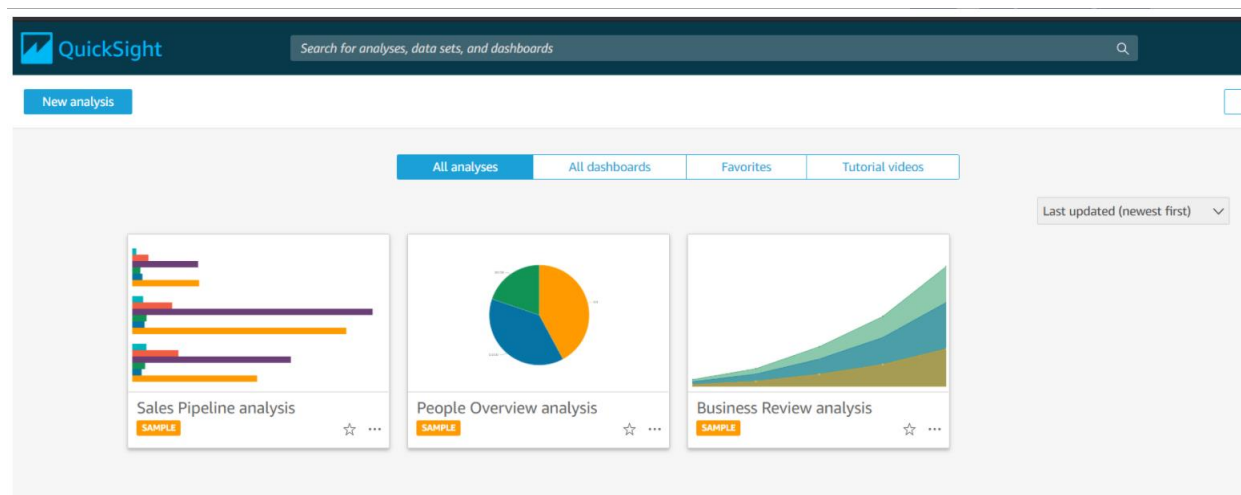 QuickSight
Search for analyses, data sets, and dashboards
New analysis
All analyses
All dashboards
Favorites
Tutorial videos
Last updated (newest first)
Sales Pipeline analysis
SAMPLE
People Overview analysis
SAMPLE
Business Review analysis
SAMPLE